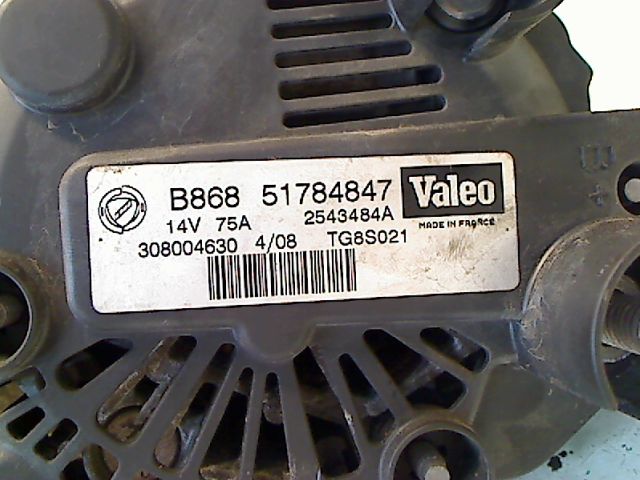 B868 51784847 Valeo
14V 75A 2543484A MADE IN FRANCE
308004630 4/08 TG8S021
B+